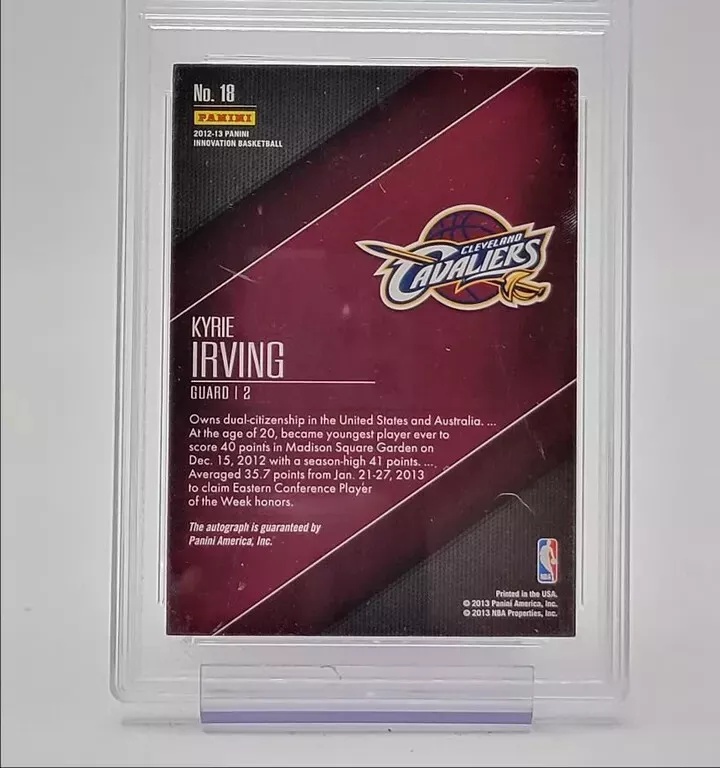 No. 18
PANINI
2012-13 PANINI
INNOVATION BASKETBALL
CLEVELAND
CAVALIERS
KYRIE
IRVING
GUARD | 2
Owns dual-citizenship in the United States and Australia. ...
At the age of 20, became youngest player ever to
score 40 points in Madison Square Garden on
Dec. 15, 2012 with a season-high 41 points. ...
Averaged 35.7 points from Jan. 21-27, 2013
to claim Eastern Conference Player
of the Week honors.
The autograph is guaranteed by
Panini America, Inc.
NBA
Printed in the USA.
© 2013 Panini America, Inc.
© 2013 NBA Properties, Inc.